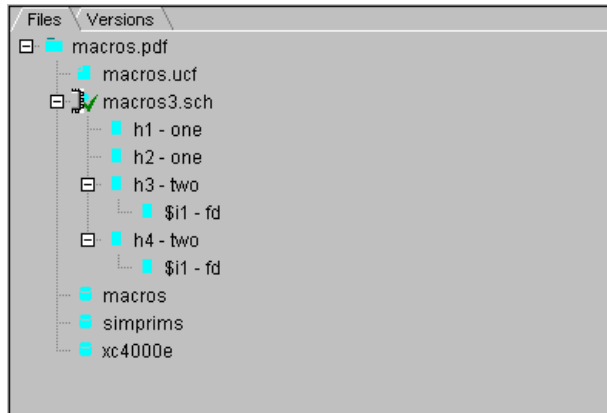 Files Versions
macros.pdf
macros.ucf
macros3.sch
h1 - one
h2 - one
h3 - two
$i1 - fd
h4 - two
$i1 - fd
macros
simprims
xc4000e